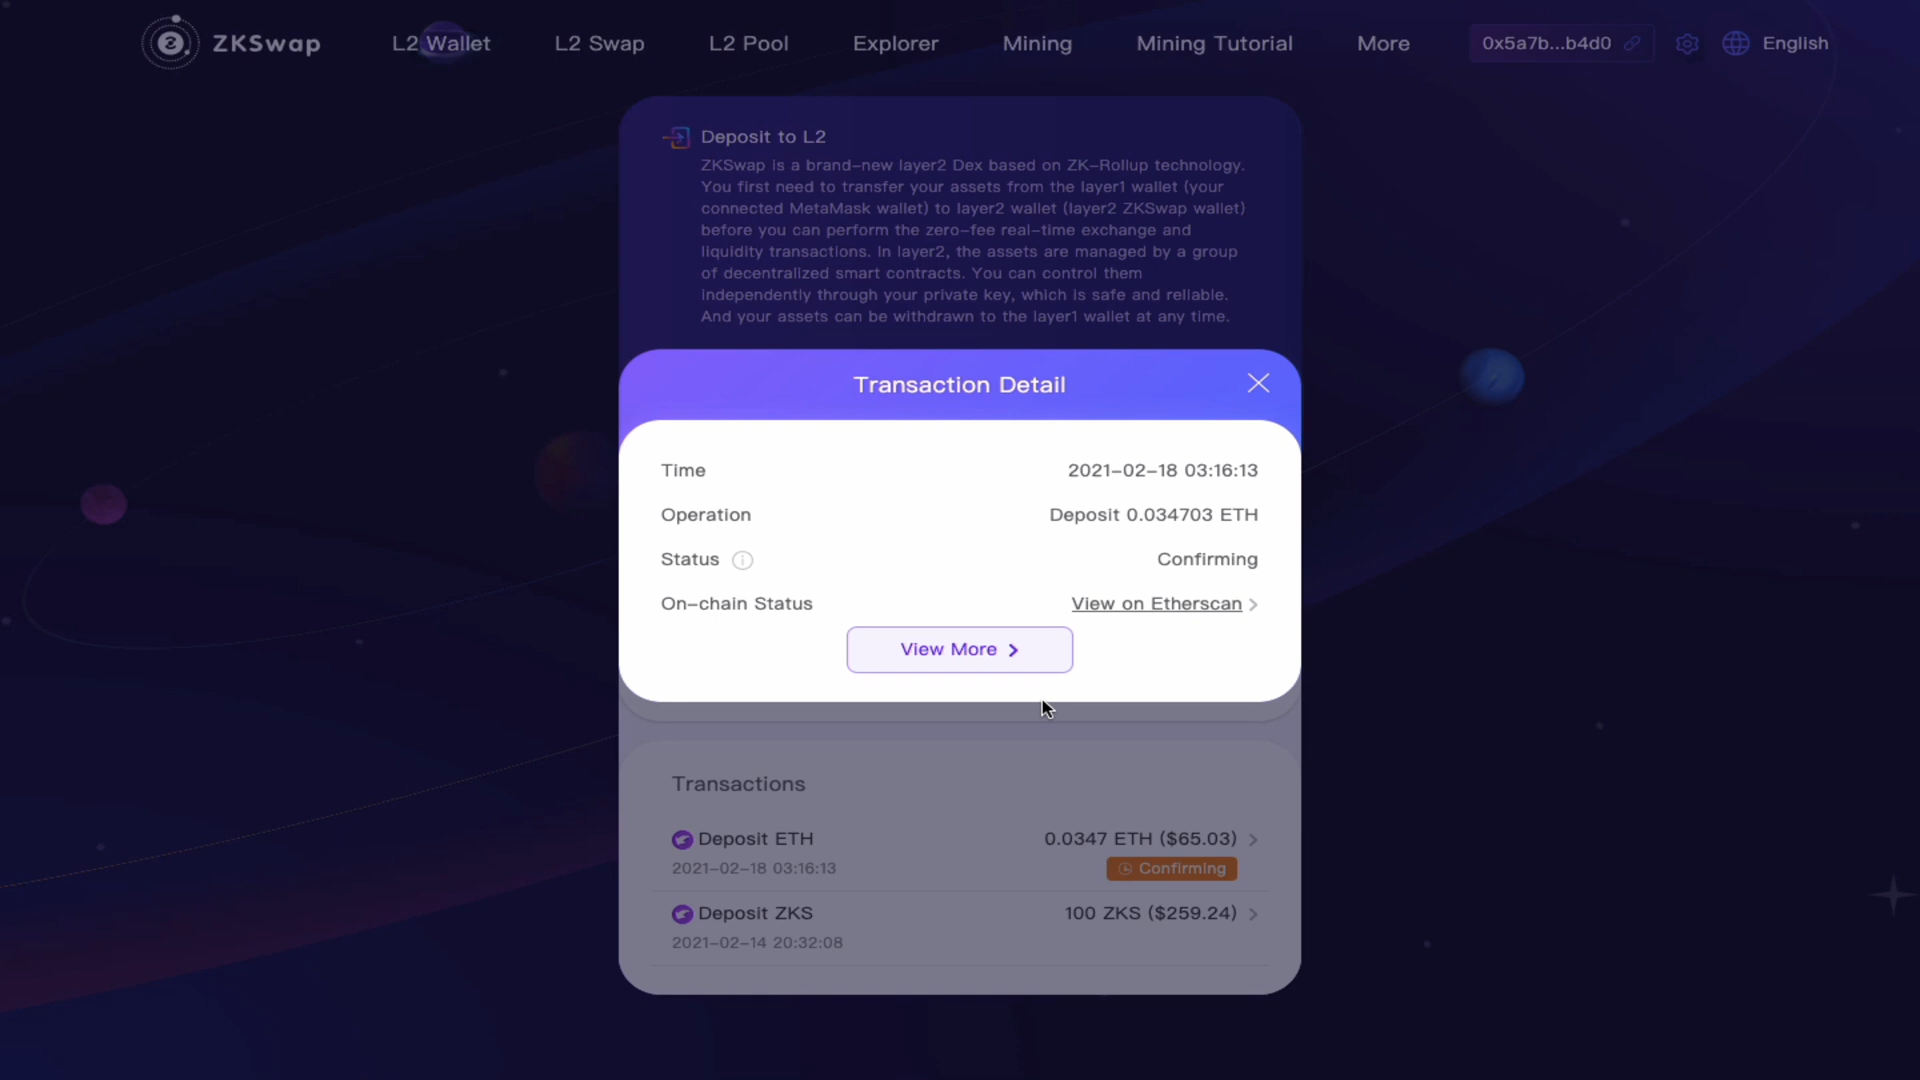 ZKSwap L2 Wallet L2 Swap L2 Pool Explorer Mining Mining Tutorial More 0x5a7b...b4d0 English
Deposit to L2
ZKSwap is a brand-new layer2 Dex based on ZK-Rollup technology.
You first need to transfer your assets from the layer1 wallet (your
connected MetaMask wallet) to layer2 wallet (layer2 ZKSwap wallet)
before you can perform the zero-fee real-time exchange and
liquidity transactions. In layer2, the assets are managed by a group
of decentralized smart contracts. You can control them
independently through your private key, which is safe and reliable.
And your assets can be withdrawn to the layer1 wallet at any time.
Transaction Detail
Time 2021-02-18 03:16:13
Operation Deposit 0.034703 ETH
Status Confirming
On-chain Status View on Etherscan >
View More >
Transactions
Deposit ETH 0.0347 ETH ($65.03) >
2021-02-18 03:16:13 Confirming
Deposit ZKS 100 ZKS ($259.24) >
2021-02-14 20:32:08